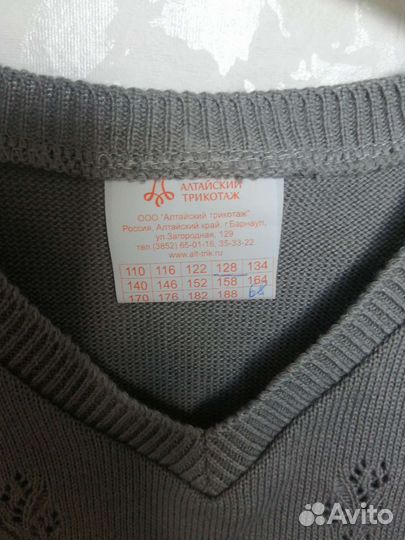 АЛТАЙСКИЙ
ТРИКОТАЖ
ООО "Алтайский трикотаж"
Россия, Алтайский край, г.Барнаул,
ул.Загородная, 129
тел.(3852) 65-01-16, 35-33-22
www.alt-trik.ru
110 116 122 128 134
140 146 152 158 164
170 176 182 188 68
Avito